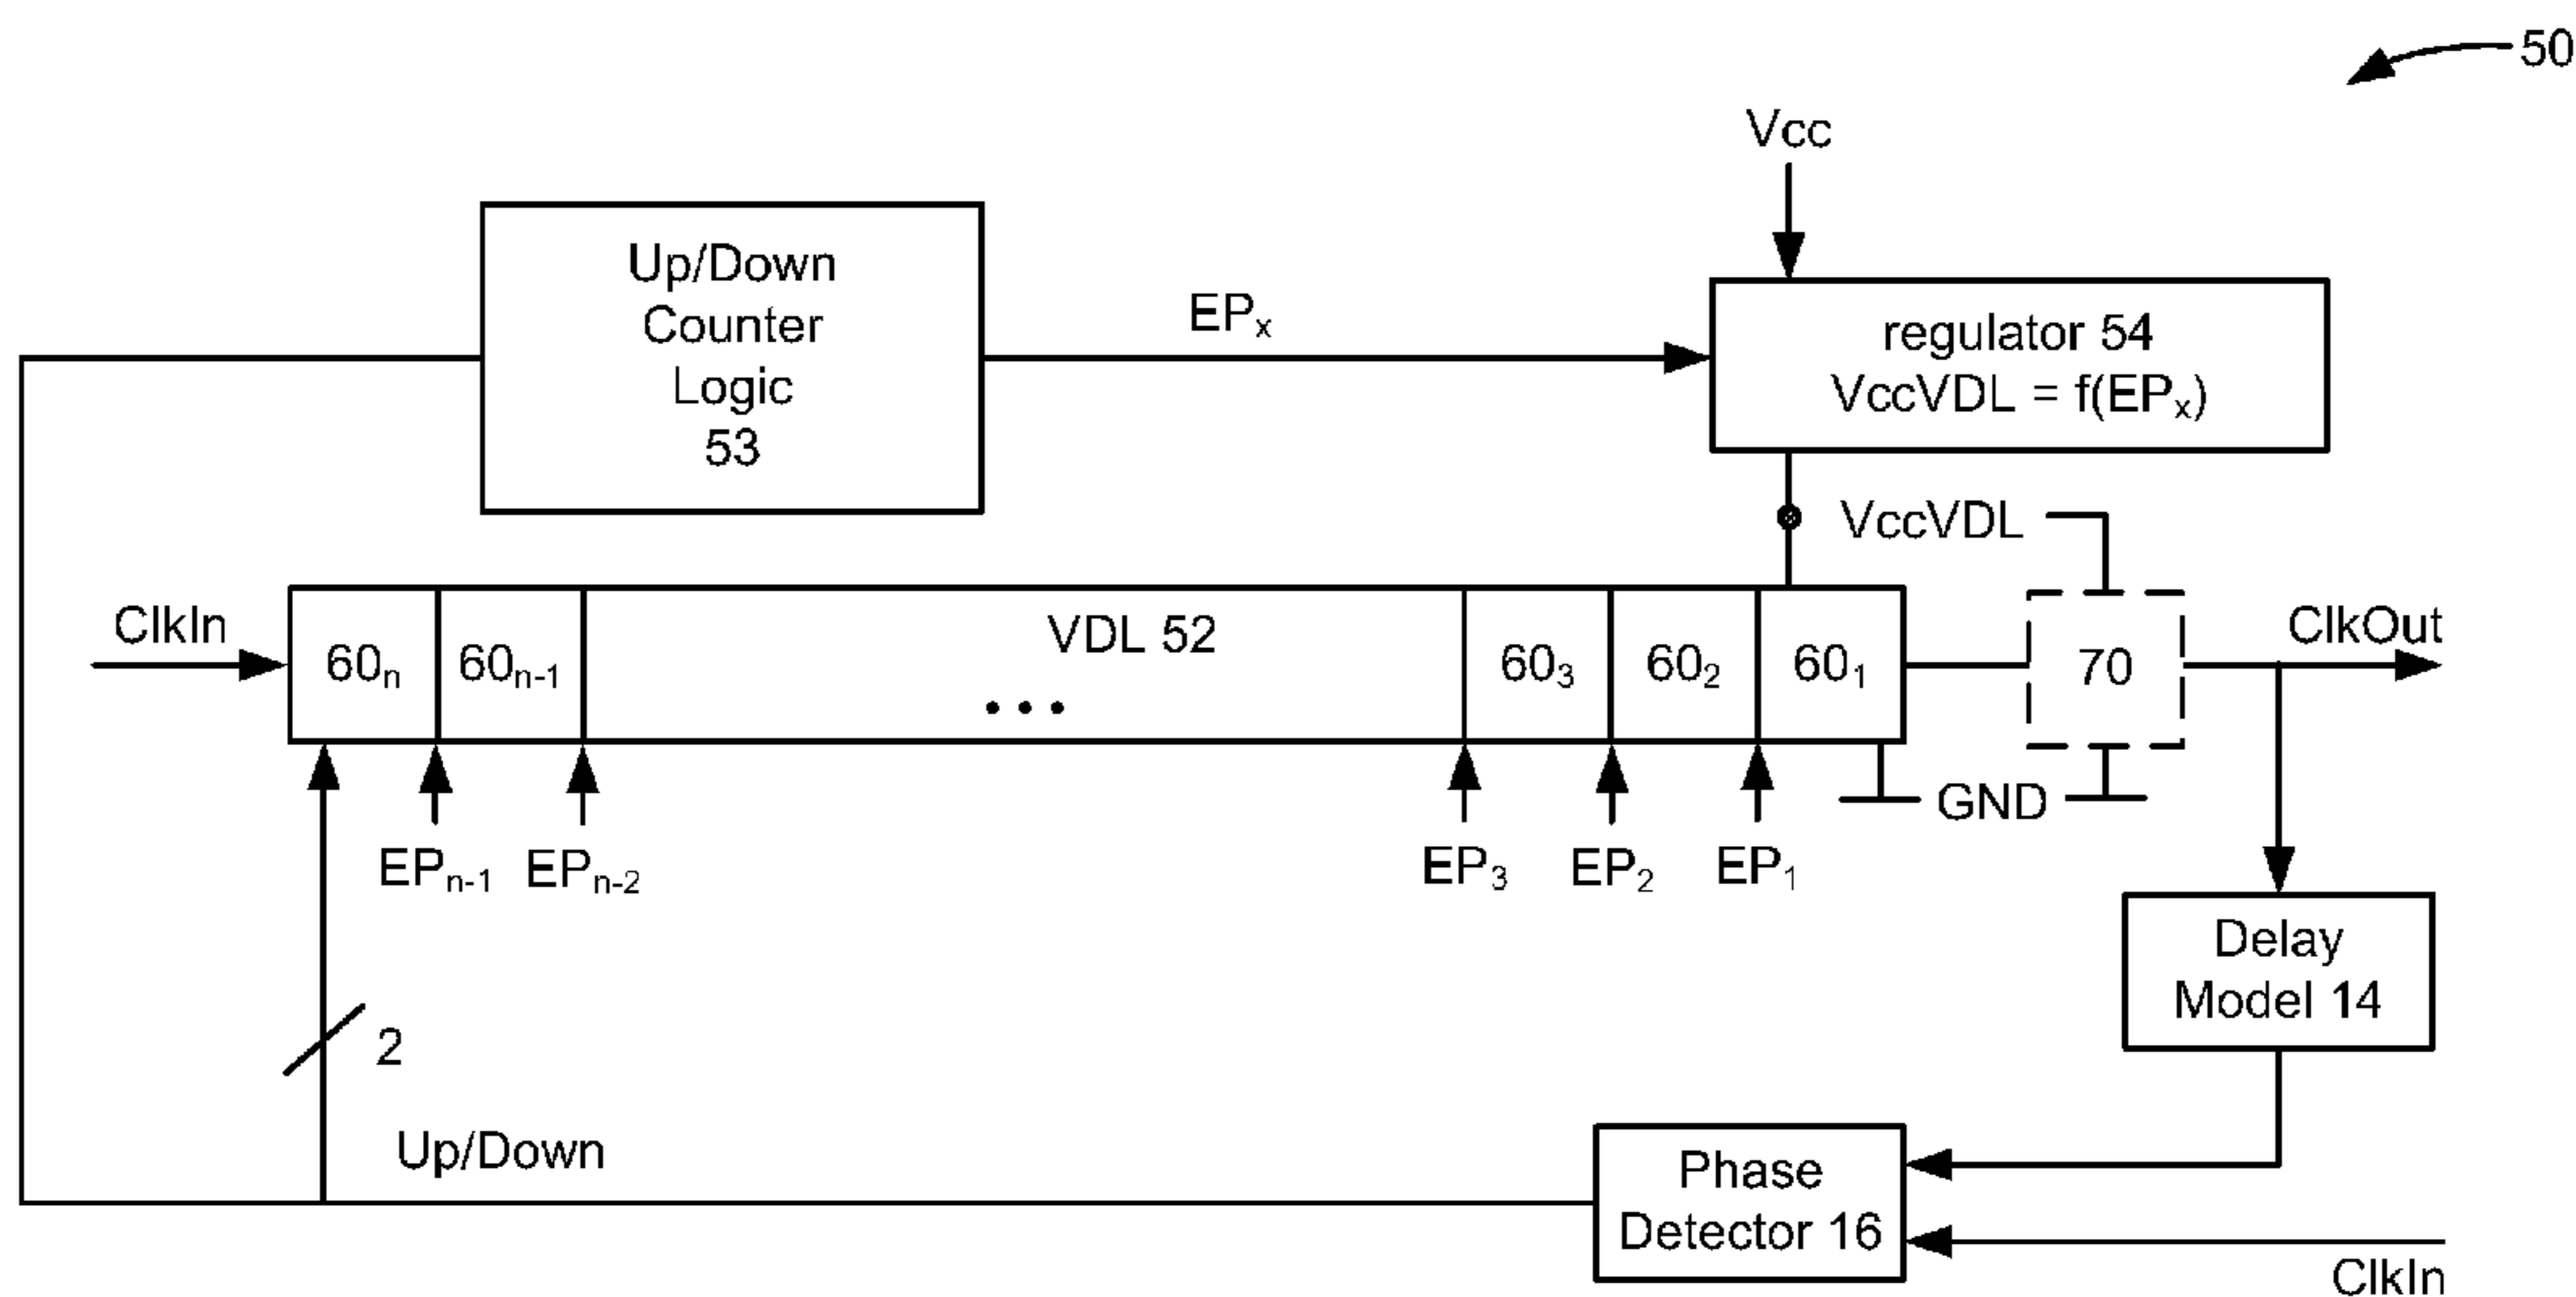 50
Vcc
Up/Down
Counter
Logic
53
EPx
regulator 54
VccVDL = f(EPx)
VccVDL
ClkIn
60n
60n-1
VDL 52
...
603
602
601
70
ClkOut
GND
EPn-1
EPn-2
EP3
EP2
EP1
Delay
Model 14
2
Up/Down
Phase
Detector 16
ClkIn